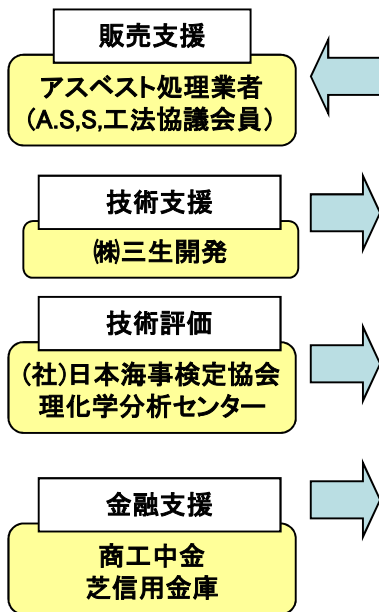 販売支援
アスベスト処理業者
(A.S,S,工法協議会員)
技術支援
㈱三生開発
技術評価
(社)日本海事検定協会
理化学分析センター
金融支援
商工中金
芝信用金庫